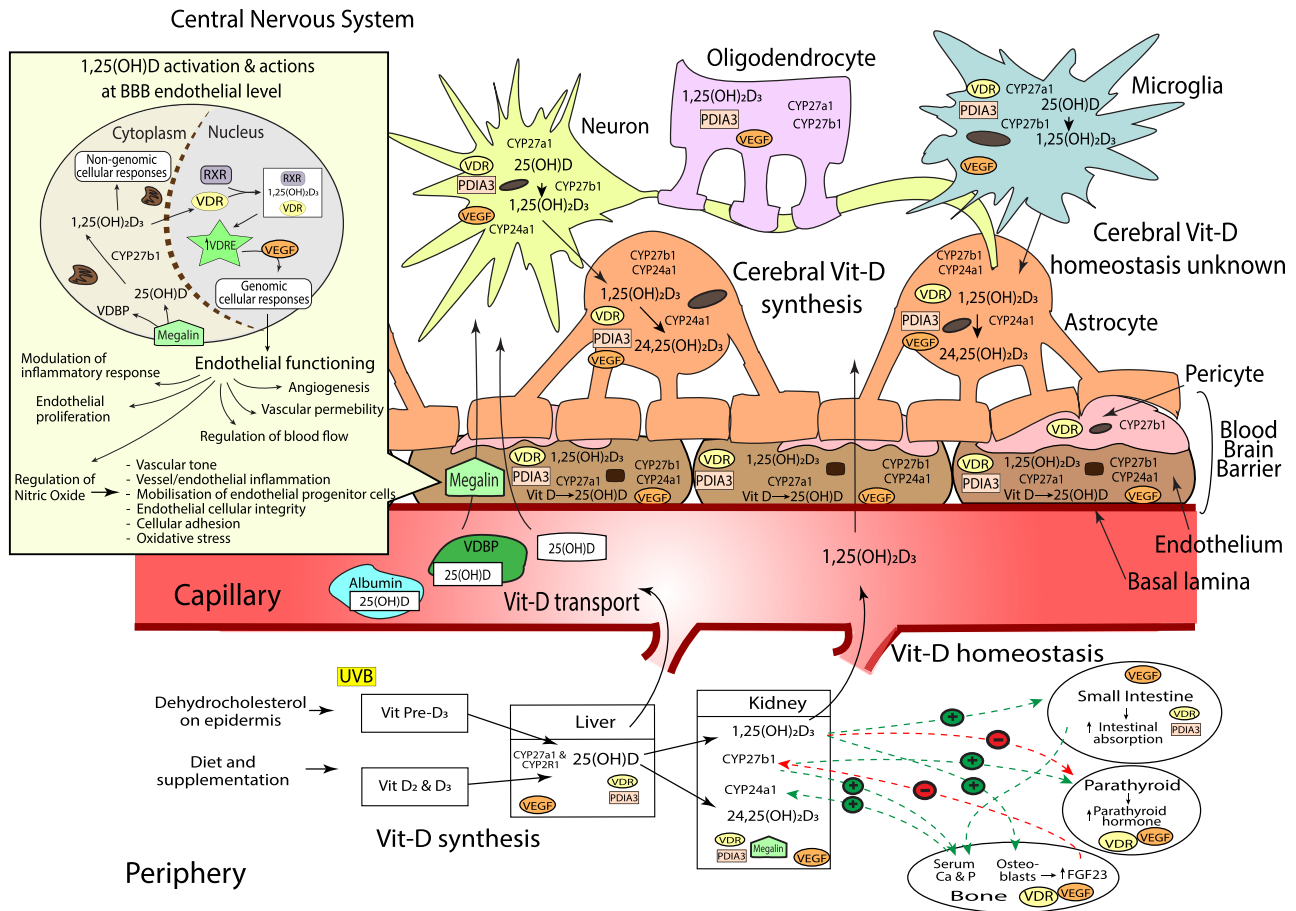 Central Nervous System
1,25(OH)D activation & actions
at BBB endothelial level
Cytoplasm
Nucleus
Non-genomic
cellular responses
RXR
VDR
RXR
1,25(OH)₂D₃
VDR
1,25(OH)₂D₃
↑VDRE
VEGF
CYP27b1
Genomic
cellular responses
25(OH)D
VDBP
Megalin
Endothelial functioning
Modulation of
inflammatory response
Endothelial
proliferation
Angiogenesis
Vascular permebility
Regulation of blood flow
Regulation of
Nitric Oxide
- Vascular tone
- Vessel/endothelial inflammation
- Mobilisation of endothelial progenitor cells
- Endothelial cellular integrity
- Cellular adhesion
- Oxidative stress
Neuron
CYP27a1
VDR
25(OH)D
PDIA3
CYP27b1
1,25(OH)₂D₃
VEGF
CYP24a1
Oligodendrocyte
1,25(OH)₂D₃
CYP27a1
PDIA3
CYP27b1
VEGF
Microglia
VDR
CYP27a1
25(OH)D
PDIA3
CYP27b1
1,25(OH)₂D₃
VEGF
Cerebral Vit-D
synthesis
Cerebral Vit-D
homeostasis unknown
CYP27b1
CYP24a1
1,25(OH)₂D₃
VDR
CYP24a1
PDIA3
24,25(OH)₂D₃
VEGF
CYP27b1
CYP24a1
VDR
1,25(OH)₂D₃
PDIA3
CYP24a1
VEGF
24,25(OH)₂D₃
Astrocyte
Pericyte
VDR
CYP27b1
Blood
Brain
Barrier
Megalin
VDR
1,25(OH)₂D₃
PDIA3
CYP27a1
CYP27b1
CYP24a1
Vit D→25(OH)D
VEGF
VDR
1,25(OH)₂D₃
PDIA3
CYP27a1
CYP27b1
CYP24a1
Vit D→25(OH)D
VEGF
VDR
1,25(OH)₂D₃
PDIA3
CYP27a1
CYP27b1
CYP24a1
Vit D→25(OH)D
VEGF
Endothelium
Basal lamina
VDBP
25(OH)D
25(OH)D
Albumin
25(OH)D
Capillary
Vit-D transport
1,25(OH)₂D₃
Vit-D homeostasis
UVB
Dehydrocholesterol
on epidermis
Vit Pre-D₃
Diet and
supplementation
Vit D₂ & D₃
Liver
CYP27a1 &
CYP2R1
25(OH)D
VDR
PDIA3
VEGF
Vit-D synthesis
Periphery
Kidney
1,25(OH)₂D₃
CYP27b1
CYP24a1
24,25(OH)₂D₃
VDR
PDIA3
Megalin
VEGF
+
−
+
+
+
−
+
VEGF
Small Intestine
↑ Intestinal
absorption
VDR
PDIA3
Parathyroid
↑Parathyroid
hormone
VDR
VEGF
Serum
Ca & P
Osteo-
blasts
→↑FGF23
Bone
VDR
VEGF